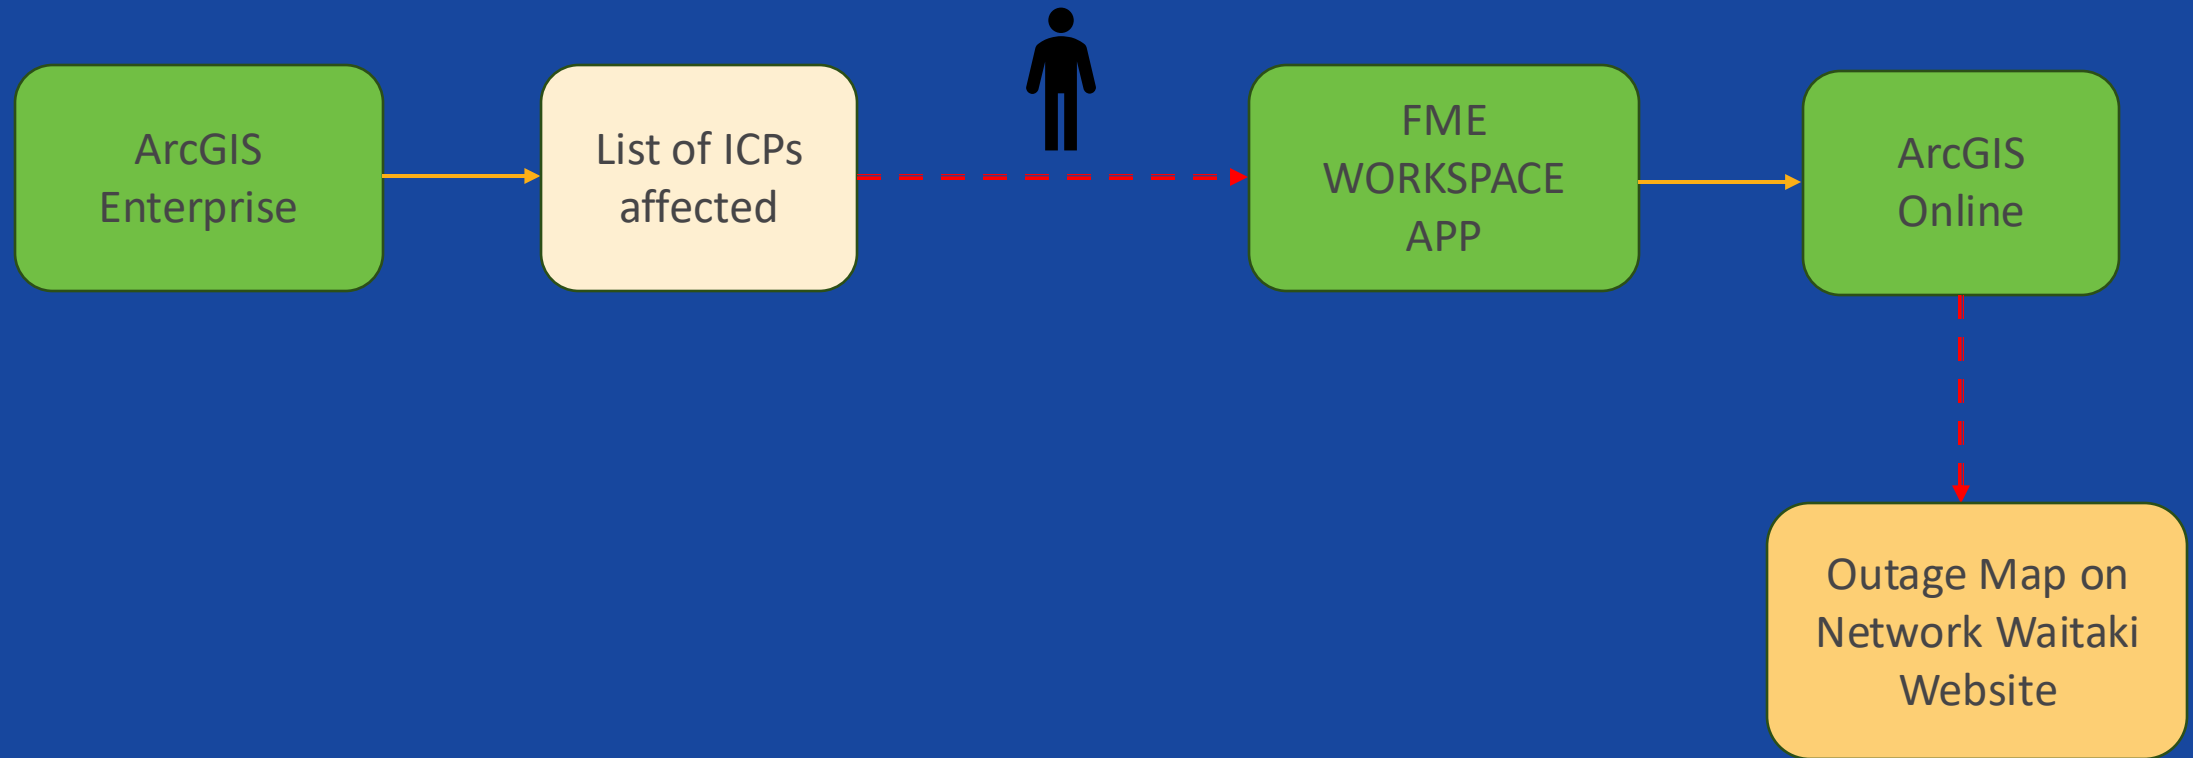 ArcGIS
Enterprise
List of ICPs
affected
FME
WORKSPACE
APP
ArcGIS
Online
Outage Map on
Network Waitaki
Website